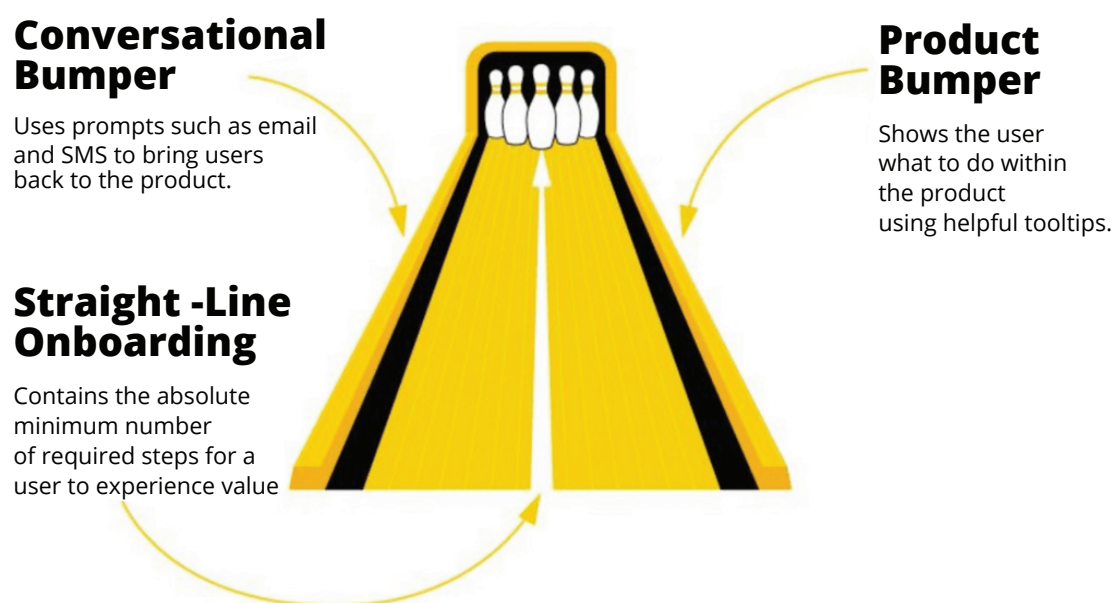 Conversational
Bumper
Uses prompts such as email
and SMS to bring users
back to the product.
Straight -Line
Onboarding
Contains the absolute
minimum number
of required steps for a
user to experience value
Product
Bumper
Shows the user
what to do within
the product
using helpful tooltips.